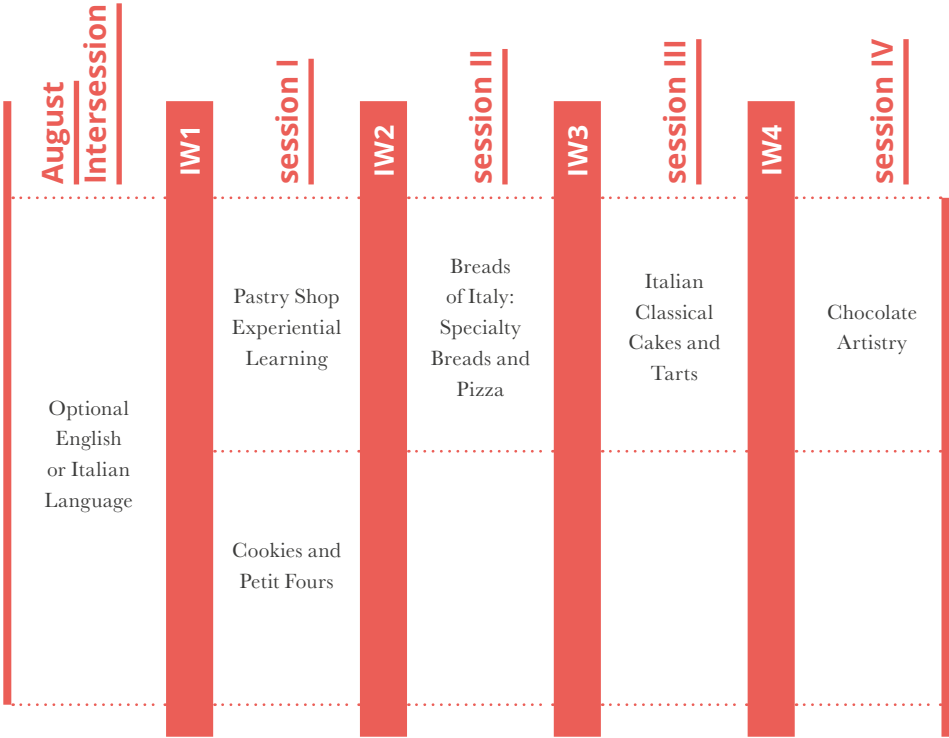 August
Intersession
IW1
session I
IW2
session II
IW3
session III
IW4
session IV
Optional
English
or Italian
Language
Pastry Shop
Experiential
Learning
Cookies and
Petit Fours
Breads
of Italy:
Specialty
Breads and
Pizza
Italian
Classical
Cakes and
Tarts
Chocolate
Artistry